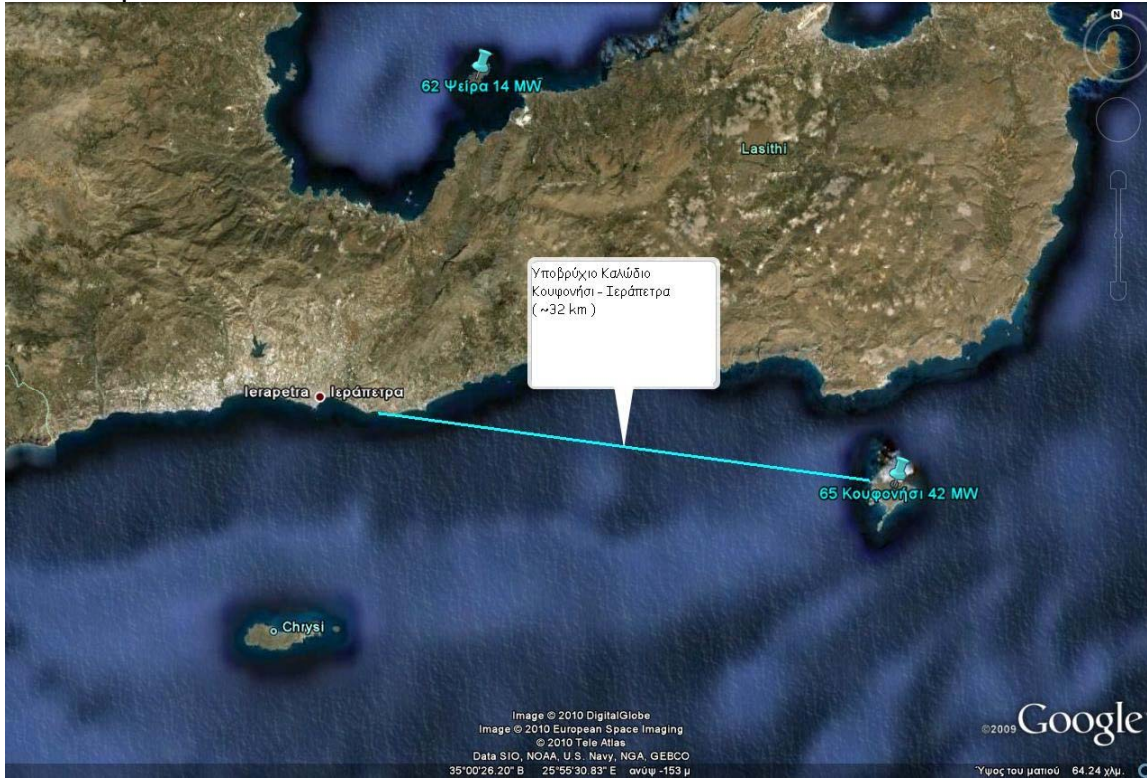 N
62 Ψείρα 14 MW
Lasithi
Υποβρύχιο Καλώδιο
Κουφονήσι - Ιεράπετρα
( ~32 km )
Ierapetra Ιεράπετρα
65 Κουφονήσι 42 MW
Chrysi
Image © 2010 DigitalGlobe
Image © 2010 European Space Imaging
© 2010 Tele Atlas
Data SIO, NOAA, U.S. Navy, NGA, GEBCO
©2009 Google
35°00'26.20" Β 25°55'30.83" Ε ανύψ -153 μ
Ύψος του ματιού 64.24 χλμ.